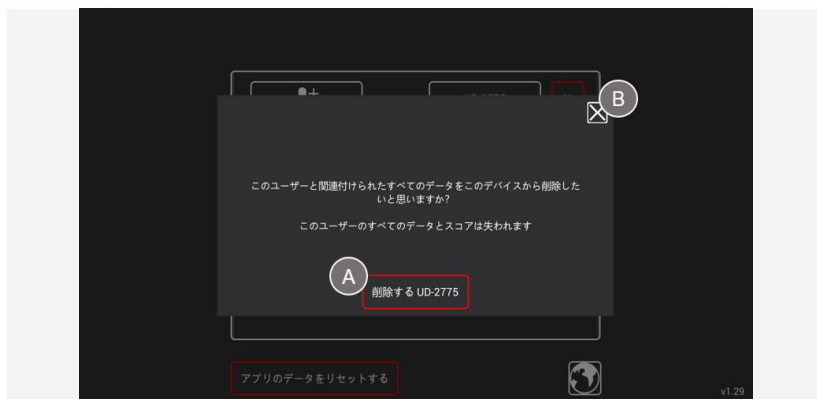 B
このユーザーと関連付けられたすべてのデータをこのデバイスから削除した
いと思いますか?
このユーザーのすべてのデータとスコアは失われます
A
削除する UD-2775
アプリのデータをリセットする
v1.29